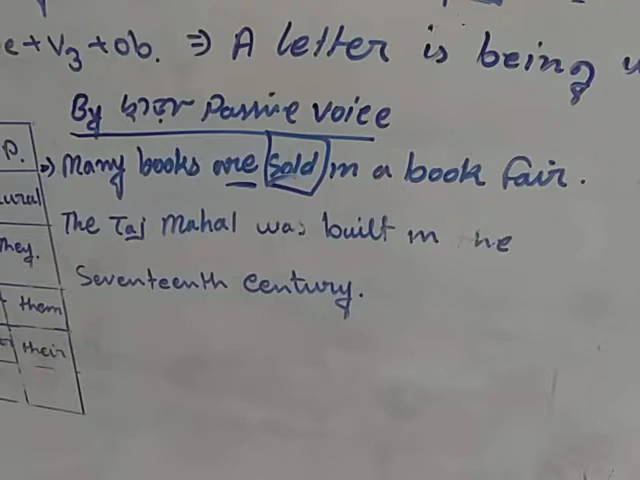 e+V3+ob. ⇒ A letter is being
By छाड़ा Passive voice
P. ⇒ Many books are sold in a book fair.
ural The Taj Mahal was built in he
They. Seventeenth century.
them
their